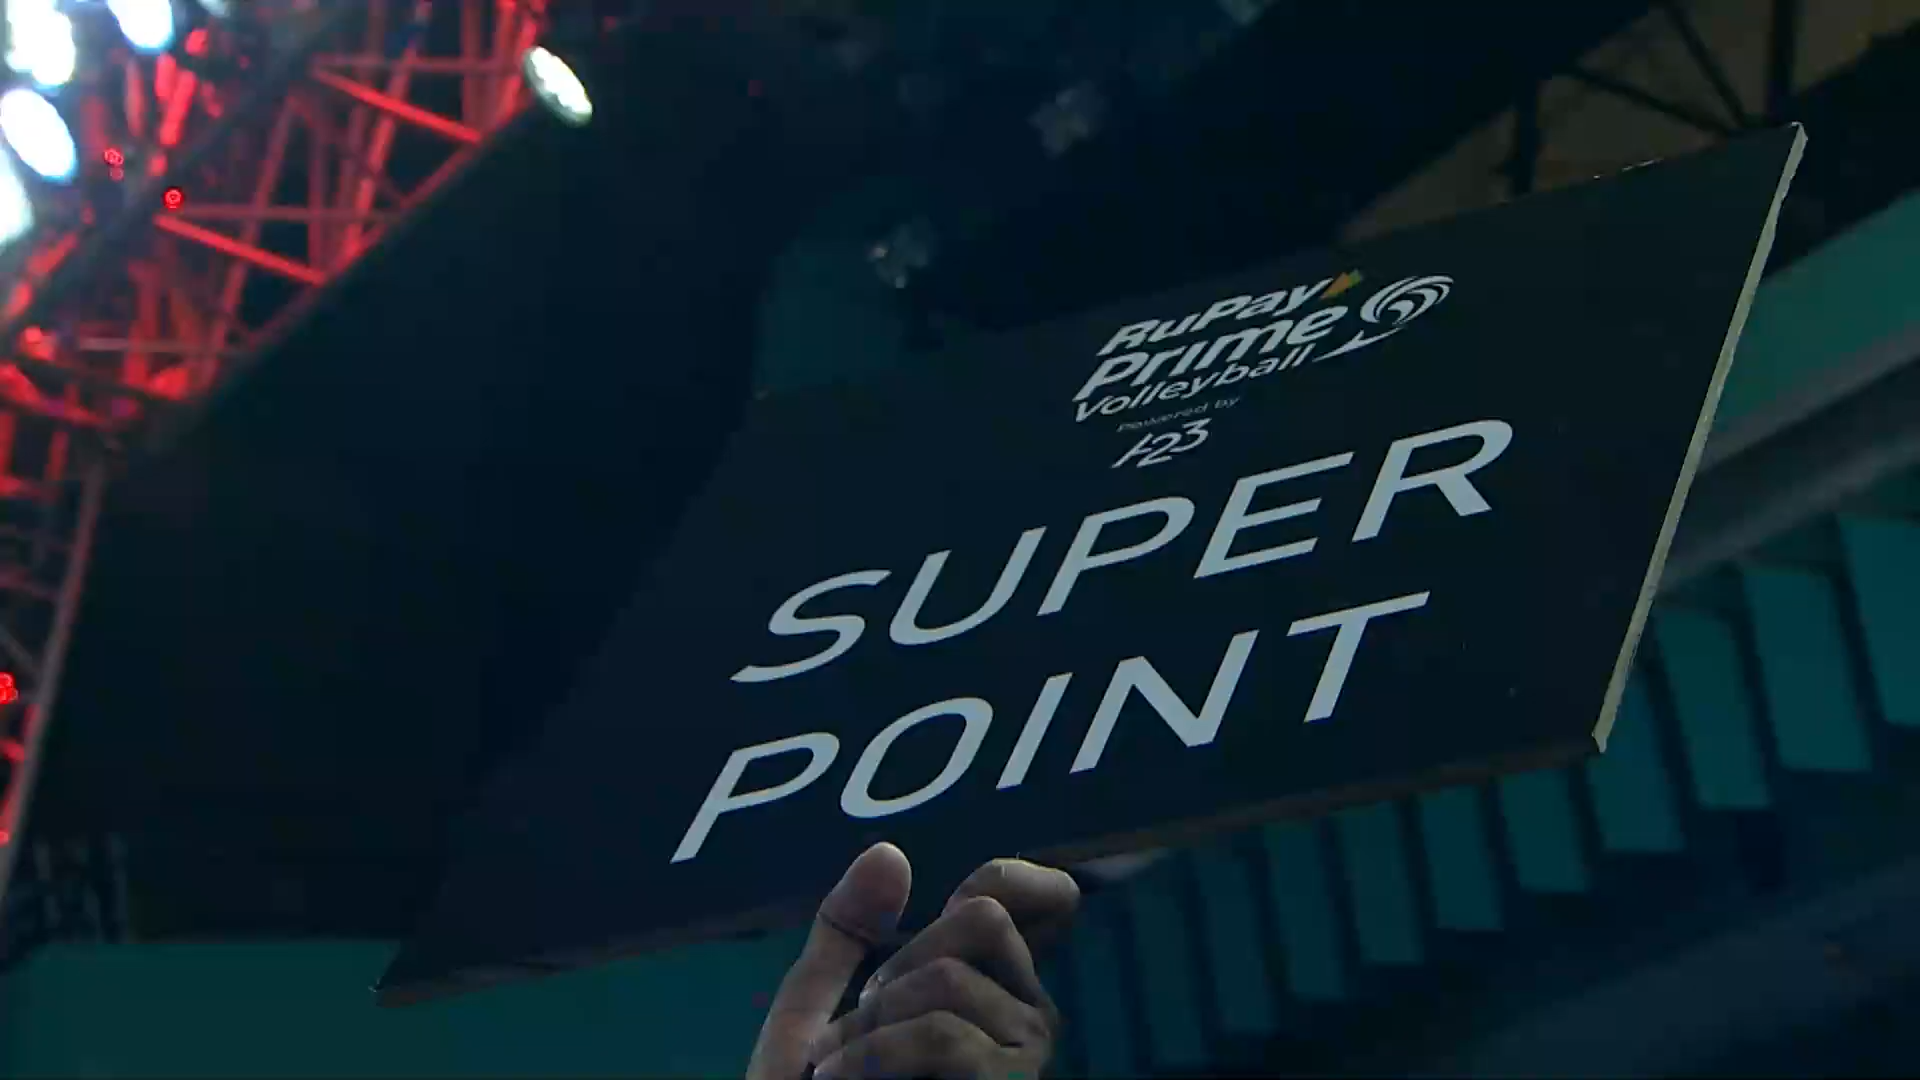 RuPay
Prime
Volleyball
Powered by
A23
SUPER
POINT